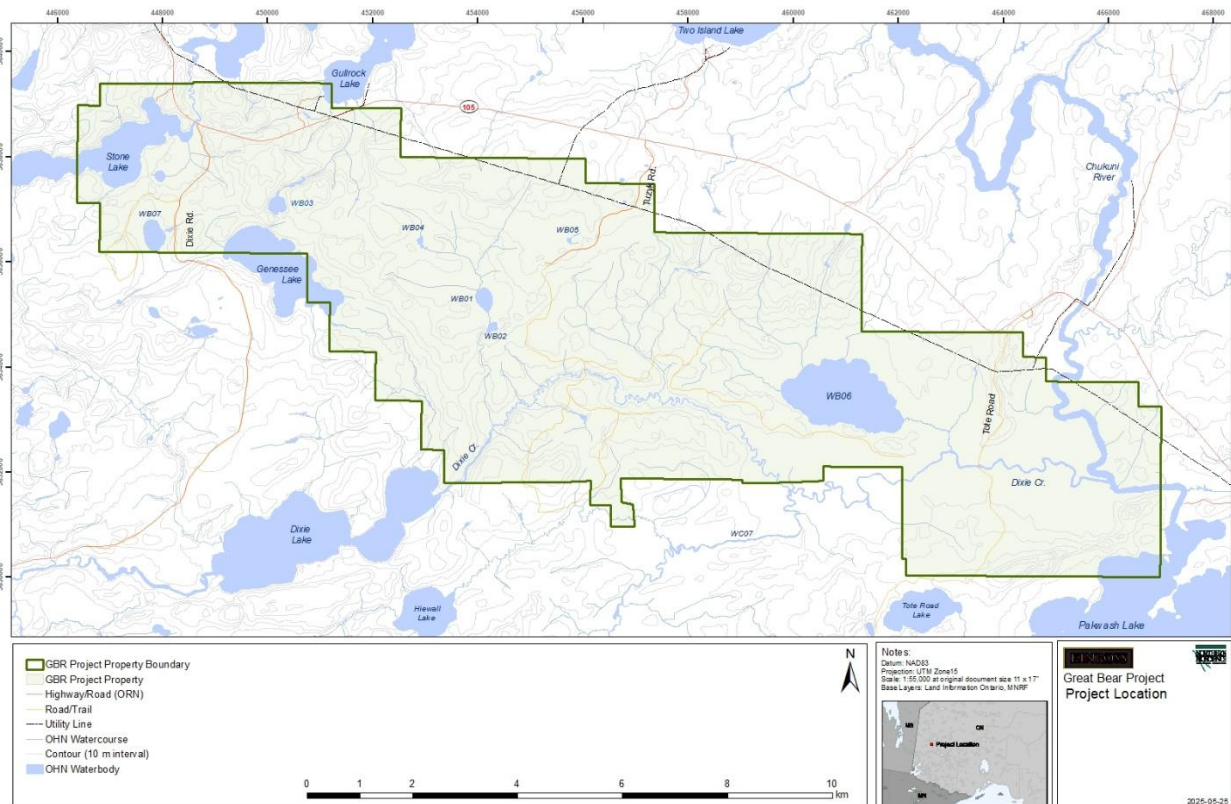 446000 448000 450000 452000 454000 456000 458000 460000 462000 464000 466000 468000
Two Island Lake
Gullrock
Lake
105
Stone
Lake
Chukuni
River
Tuzyk Rd.
WB03
WB07
Dixie Rd.
WB04
WB05
Genessee
Lake
WB01
WB02
WB06
Tote Road
Dixie Cr.
Dixie Cr.
Dixie
Lake
WC07
Hiewall
Lake
Tote Road
Lake
Pakwash Lake
GBR Project Property Boundary
GBR Project Property
Highway/Road (ORN)
Road/Trail
Utility Line
OHN Watercourse
Contour (10 m interval)
OHN Waterbody
N
0 1 2 4 6 8 10
km
Notes:
Datum: NAD83
Projection: UTM Zone15
Scale: 1:55,000 at original document size 11 x 17"
Base Layers: Land Information Ontario, MNRF
MB
ON
Project Location
MN
KINROSS
Great Bear Project
Project Location
2025-05-28